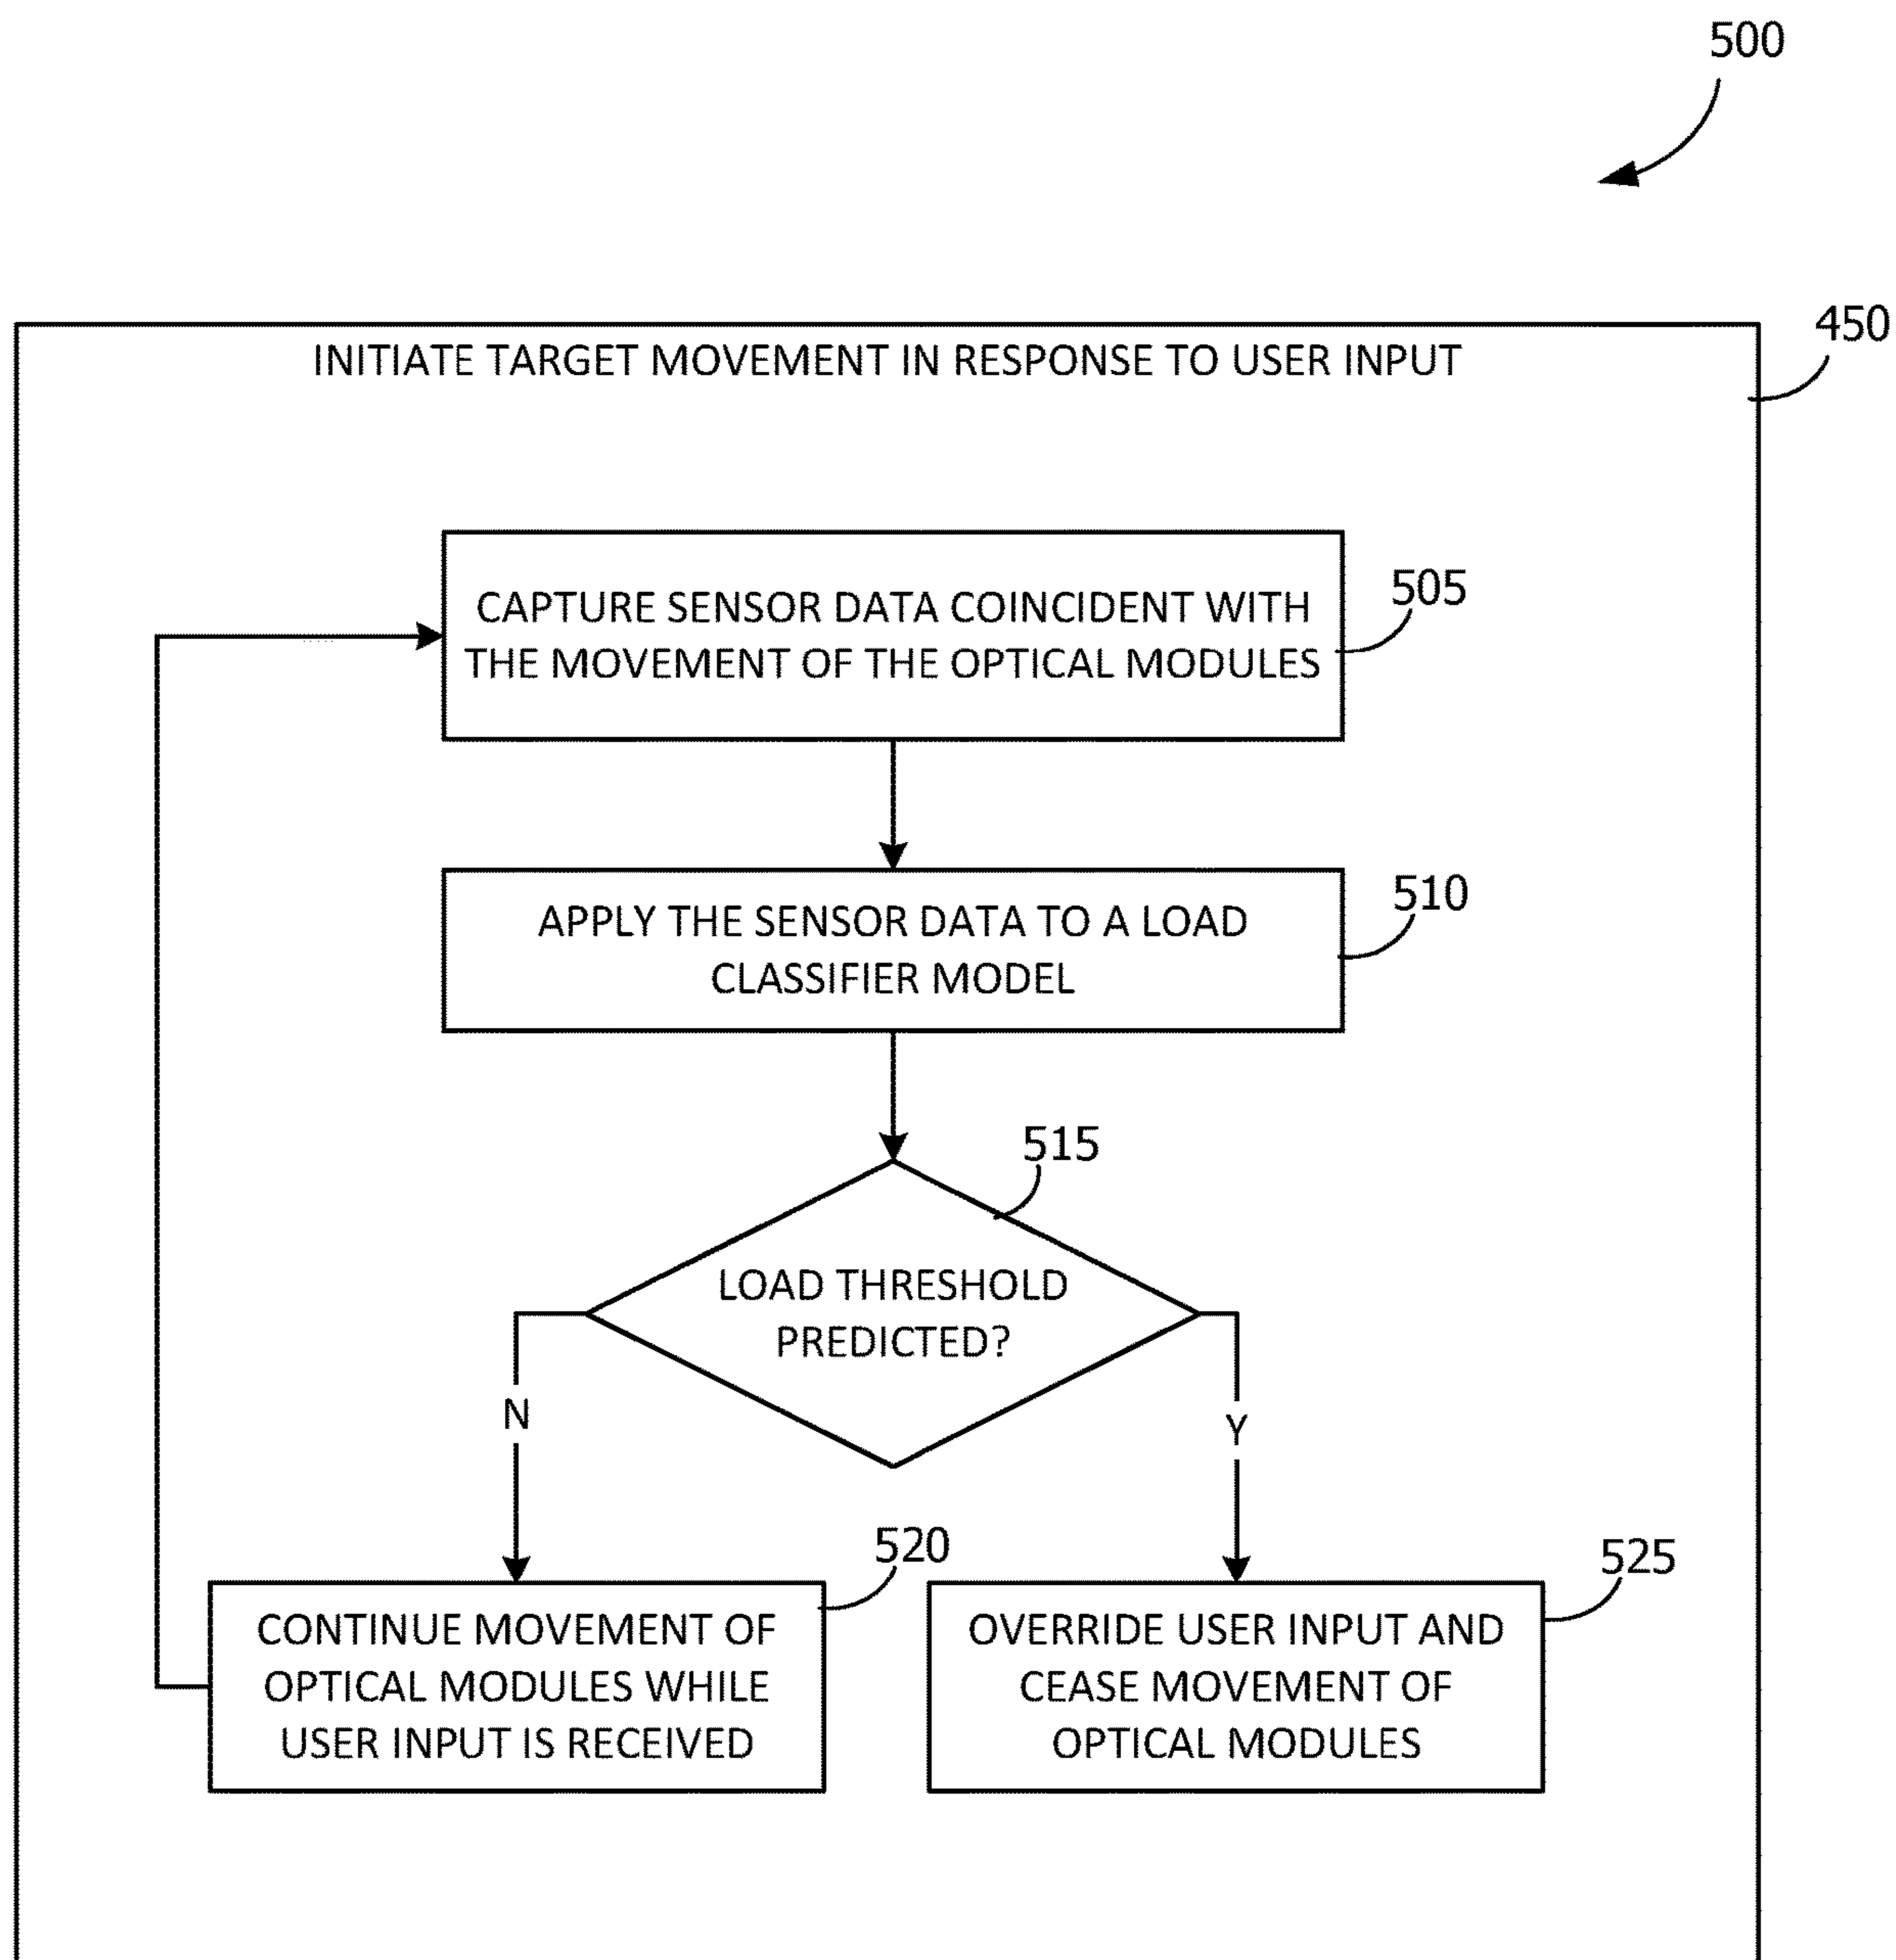 500
450
INITIATE TARGET MOVEMENT IN RESPONSE TO USER INPUT
505
CAPTURE SENSOR DATA COINCIDENT WITH
THE MOVEMENT OF THE OPTICAL MODULES
510
APPLY THE SENSOR DATA TO A LOAD
CLASSIFIER MODEL
515
LOAD THRESHOLD
PREDICTED?
N
Y
520
CONTINUE MOVEMENT OF
OPTICAL MODULES WHILE
USER INPUT IS RECEIVED
525
OVERRIDE USER INPUT AND
CEASE MOVEMENT OF
OPTICAL MODULES